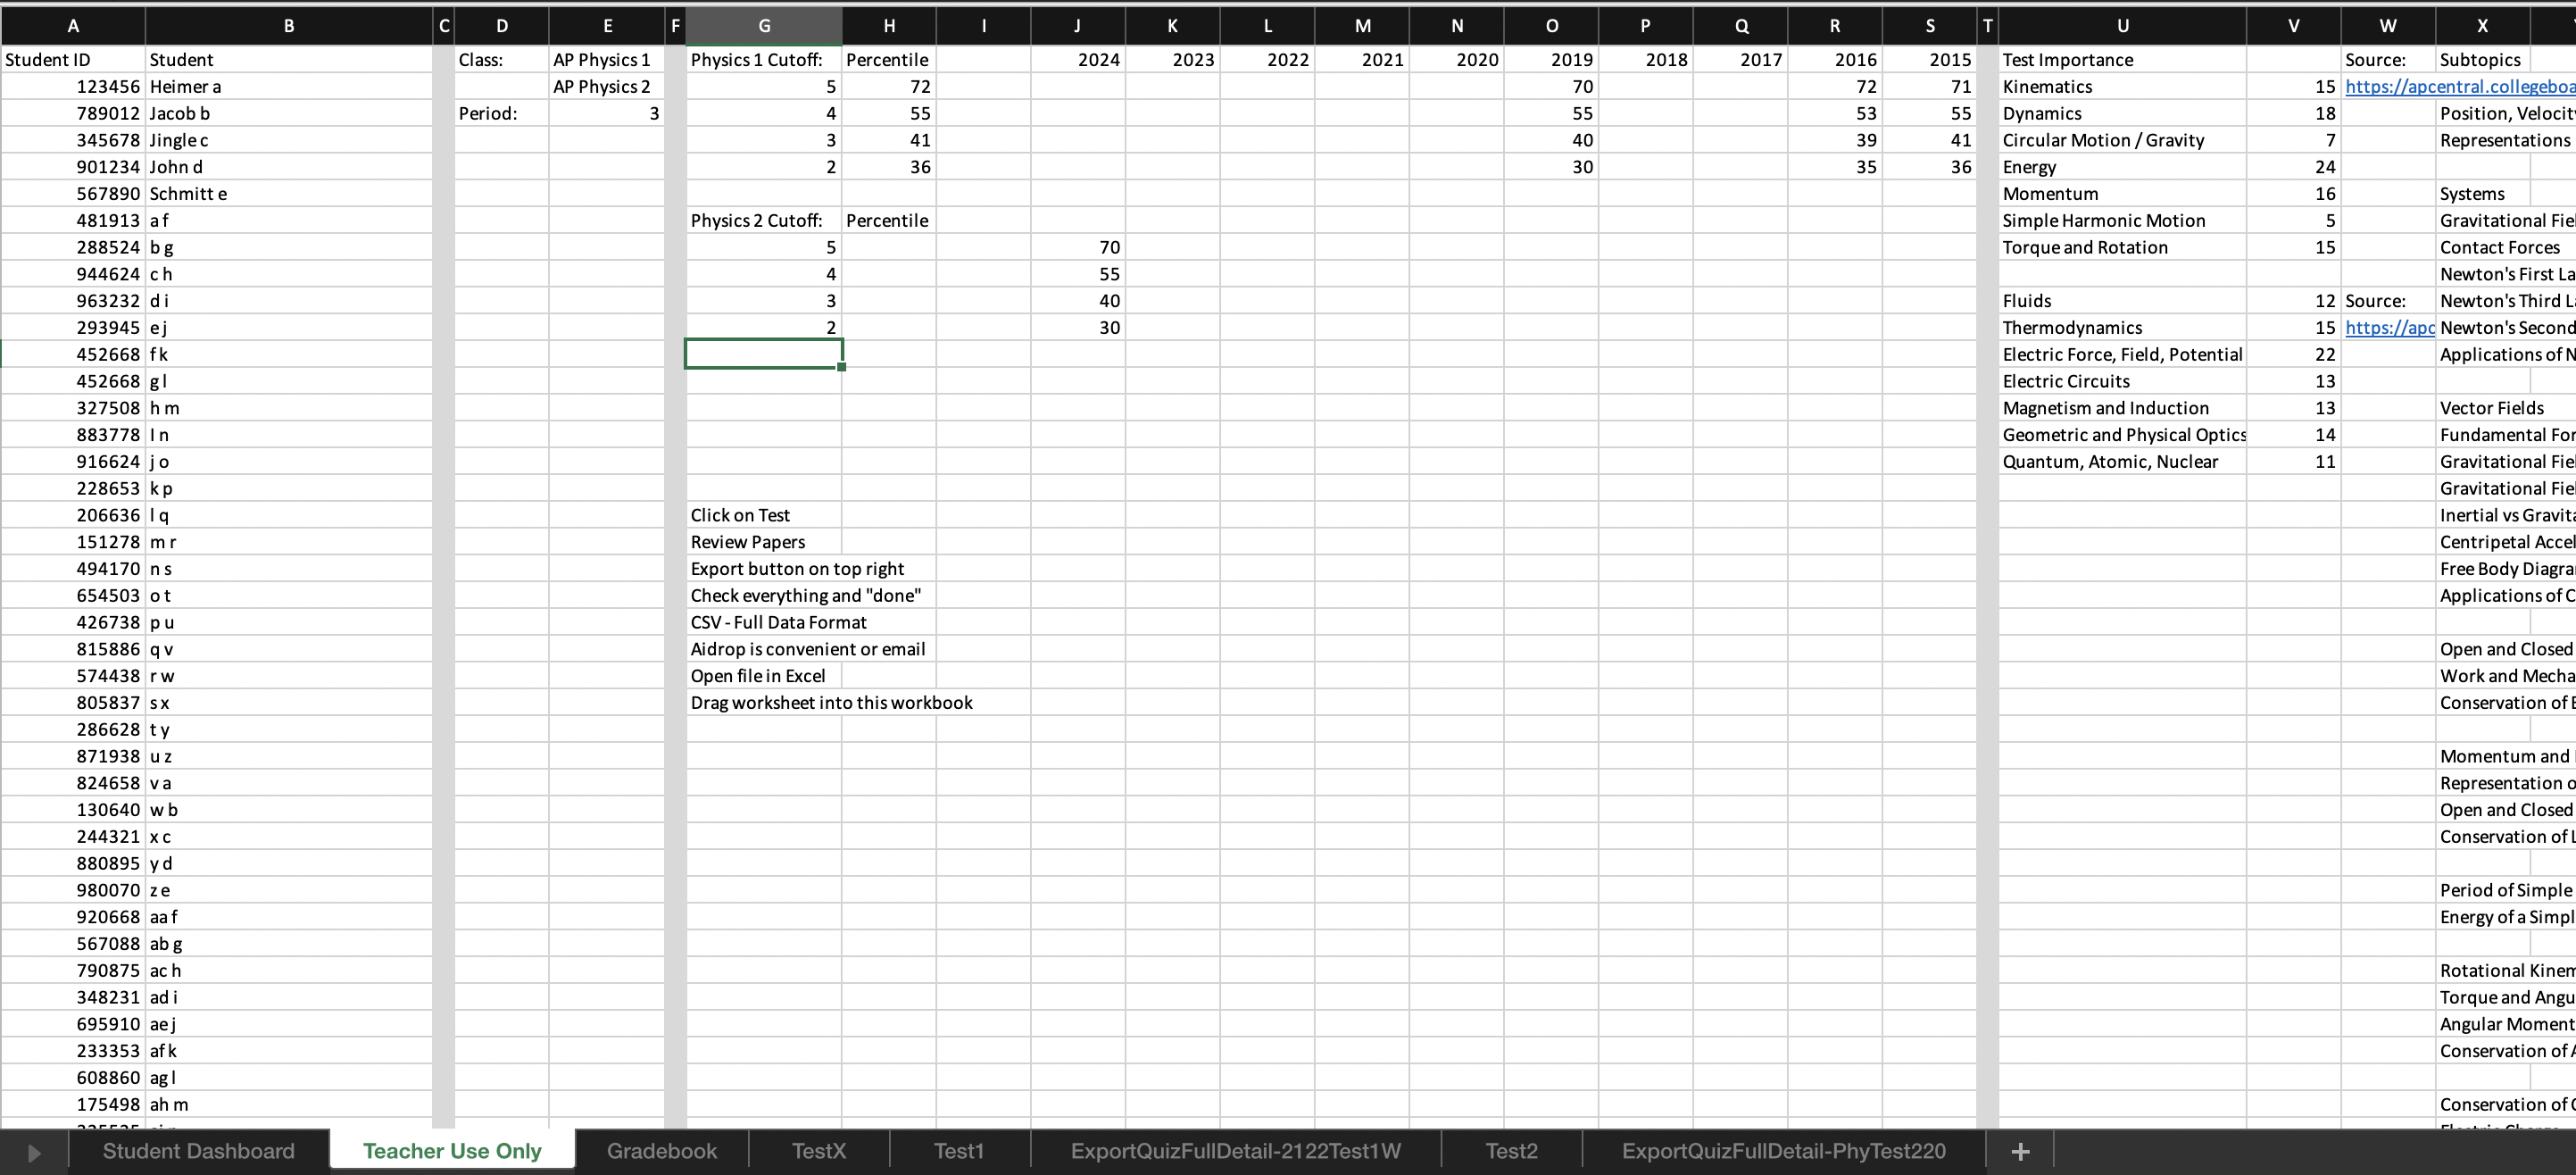 A B C D E F G H I J K L M N O P Q R S T U V W X
Student ID Student Class: AP Physics 1 Physics 1 Cutoff: Percentile 2024 2023 2022 2021 2020 2019 2018 2017 2016 2015 Test Importance Source: Subtopics
123456 Heimer a AP Physics 2 5 72 70 72 71 Kinematics 15 https://apcentral.collegeboa
789012 Jacob b Period: 3 4 55 55 53 55 Dynamics 18 Position, Velocit
345678 Jingle c 3 41 40 39 41 Circular Motion / Gravity 7 Representations
901234 John d 2 36 30 35 36 Energy 24
567890 Schmitt e Momentum 16 Systems
481913 a f Physics 2 Cutoff: Percentile Simple Harmonic Motion 5 Gravitational Fie
288524 b g 5 70 Torque and Rotation 15 Contact Forces
944624 c h 4 55 Newton's First La
963232 d i 3 40 Fluids 12 Source: Newton's Third L
293945 e j 2 30 Thermodynamics 15 https://apc Newton's Second
452668 f k Electric Force, Field, Potential 22 Applications of N
452668 g l Electric Circuits 13
327508 h m Magnetism and Induction 13 Vector Fields
883778 I n Geometric and Physical Optics 14 Fundamental For
916624 j o Quantum, Atomic, Nuclear 11 Gravitational Fie
228653 k p Gravitational Fie
206636 l q Click on Test Inertial vs Gravita
151278 m r Review Papers Centripetal Accel
494170 n s Export button on top right Free Body Diagra
654503 o t Check everything and "done" Applications of C
426738 p u CSV - Full Data Format
815886 q v Aidrop is convenient or email Open and Closed
574438 r w Open file in Excel Work and Mecha
805837 s x Drag worksheet into this workbook Conservation of E
286628 t y
871938 u z Momentum and
824658 v a Representation o
130640 w b Open and Closed
244321 x c Conservation of L
880895 y d
980070 z e Period of Simple
920668 aa f Energy of a Simpl
567088 ab g
790875 ac h Rotational Kinem
348231 ad i Torque and Angu
695910 ae j Angular Moment
233353 af k Conservation of A
608860 ag l
175498 ah m Conservation of C
Student Dashboard Teacher Use Only Gradebook TestX Test1 ExportQuizFullDetail-2122Test1W Test2 ExportQuizFullDetail-PhyTest220 +